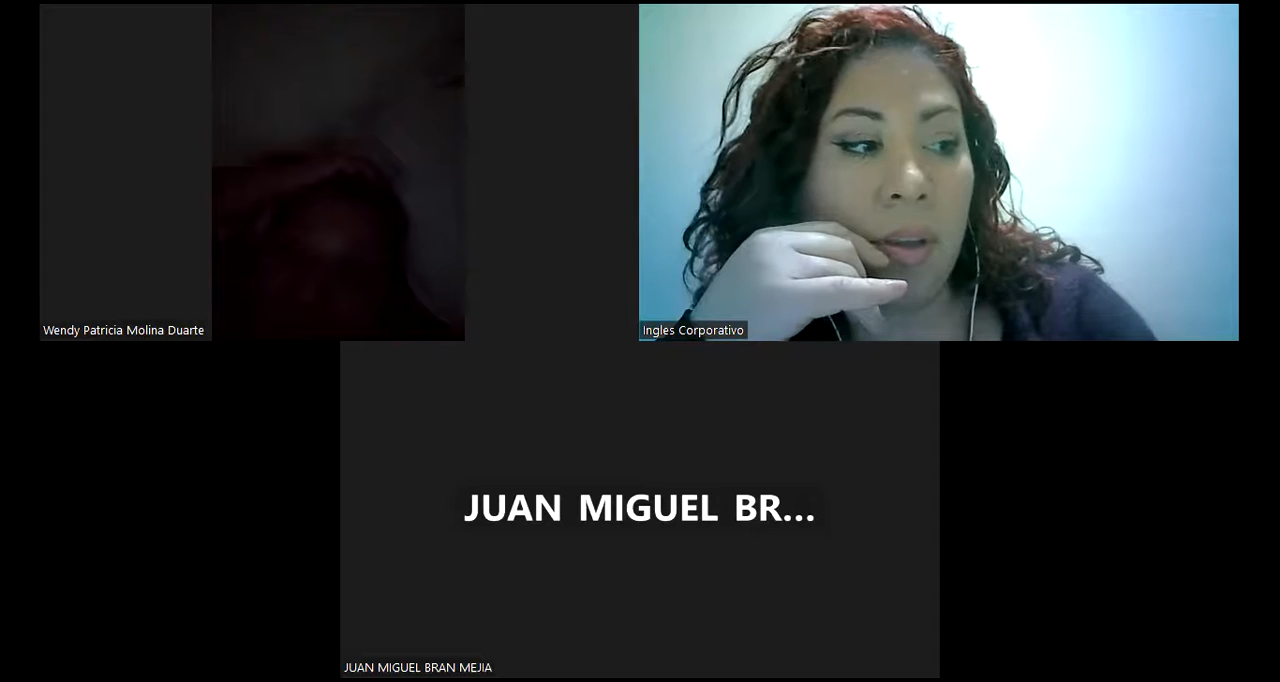 Wendy Patricia Molina Duarte
Ingles Corporativo
JUAN MIGUEL BR...
JUAN MIGUEL BRAN MEJIA